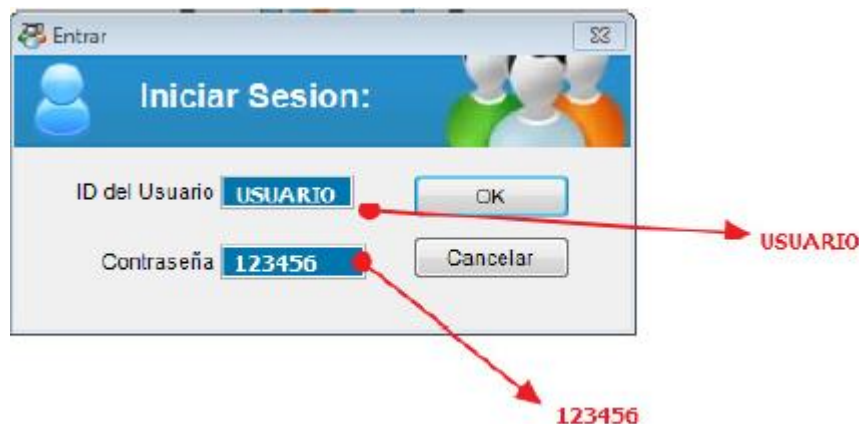 Entrar
Iniciar Sesion:
ID del Usuario USUARIO OK
USUARIO
Contraseña 123456 Cancelar
123456